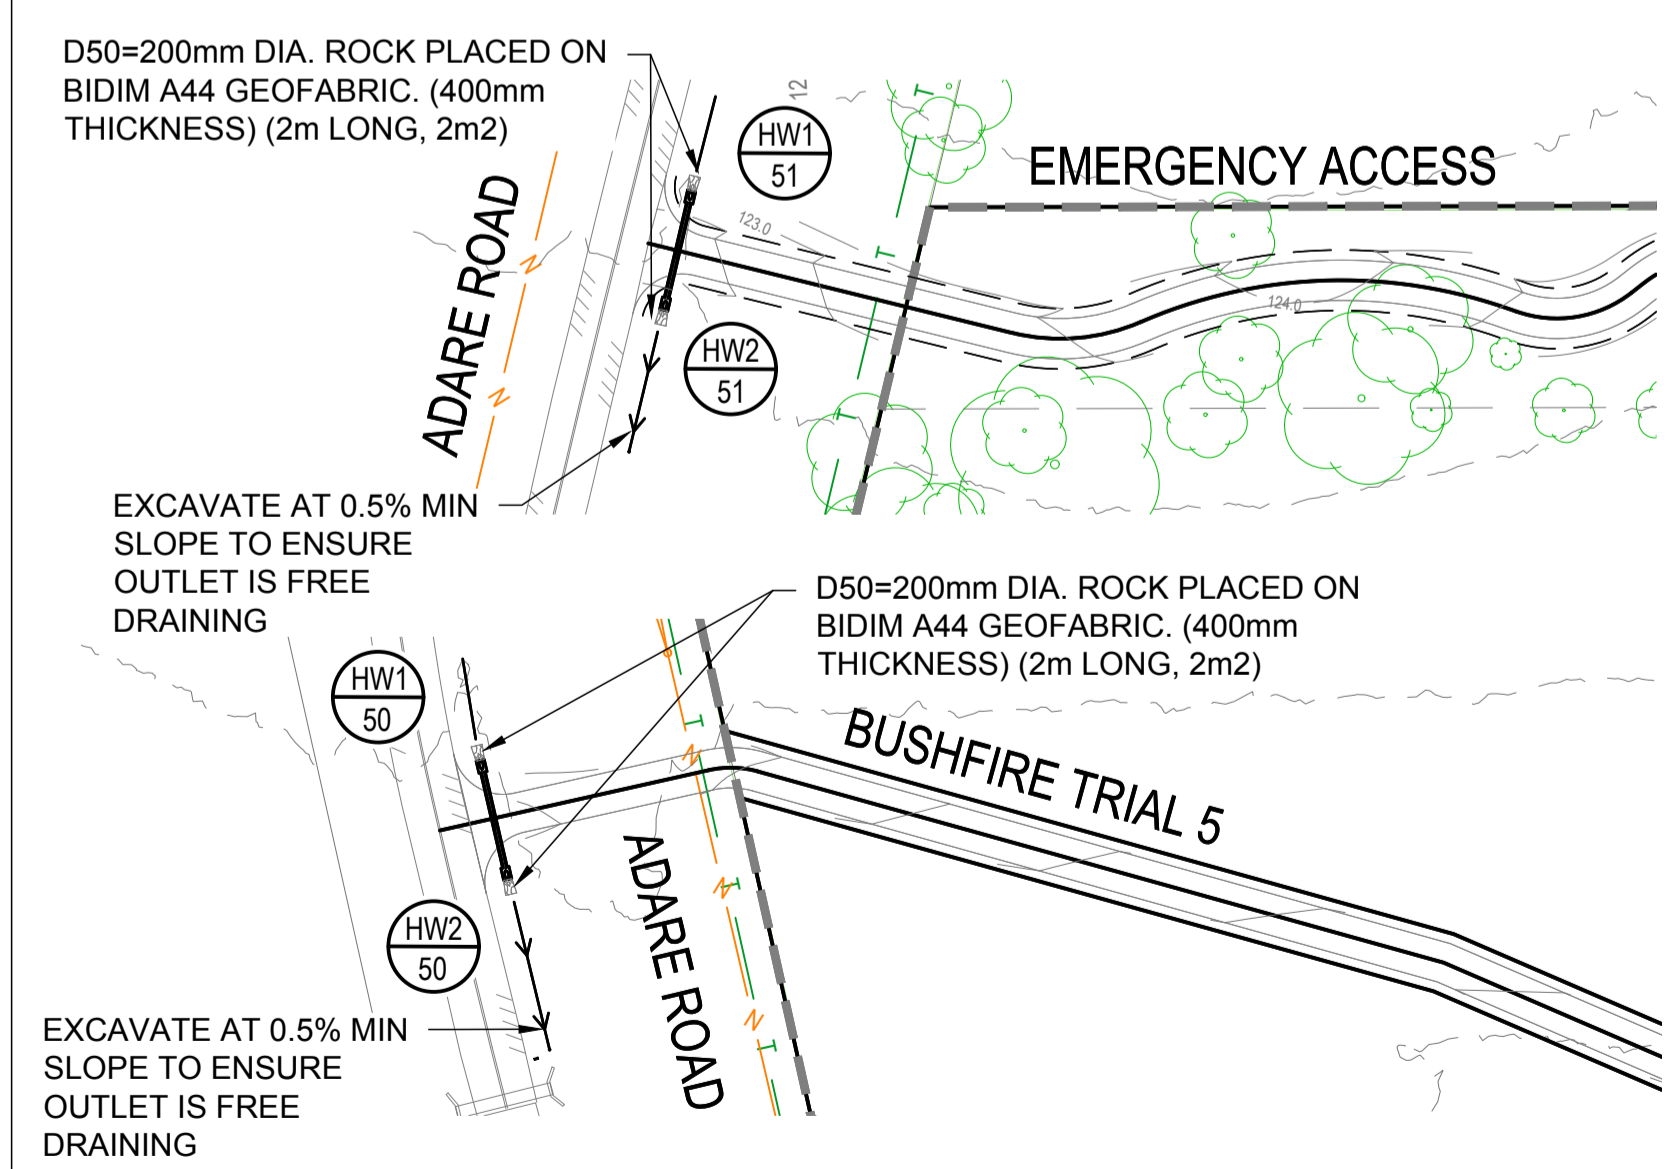 D50=200mm DIA. ROCK PLACED ON
BIDIM A44 GEOFABRIC. (400mm
THICKNESS) (2m LONG, 2m2)
12
HW1
51
EMERGENCY ACCESS
ADARE ROAD
123.0
124.0
T
T
T
N
N
HW2
51
EXCAVATE AT 0.5% MIN
SLOPE TO ENSURE
OUTLET IS FREE
DRAINING
D50=200mm DIA. ROCK PLACED ON
BIDIM A44 GEOFABRIC. (400mm
THICKNESS) (2m LONG, 2m2)
HW1
50
BUSHFIRE TRIAL 5
ADARE ROAD
T
N
T
N
N
T
HW2
50
EXCAVATE AT 0.5% MIN
SLOPE TO ENSURE
OUTLET IS FREE
DRAINING